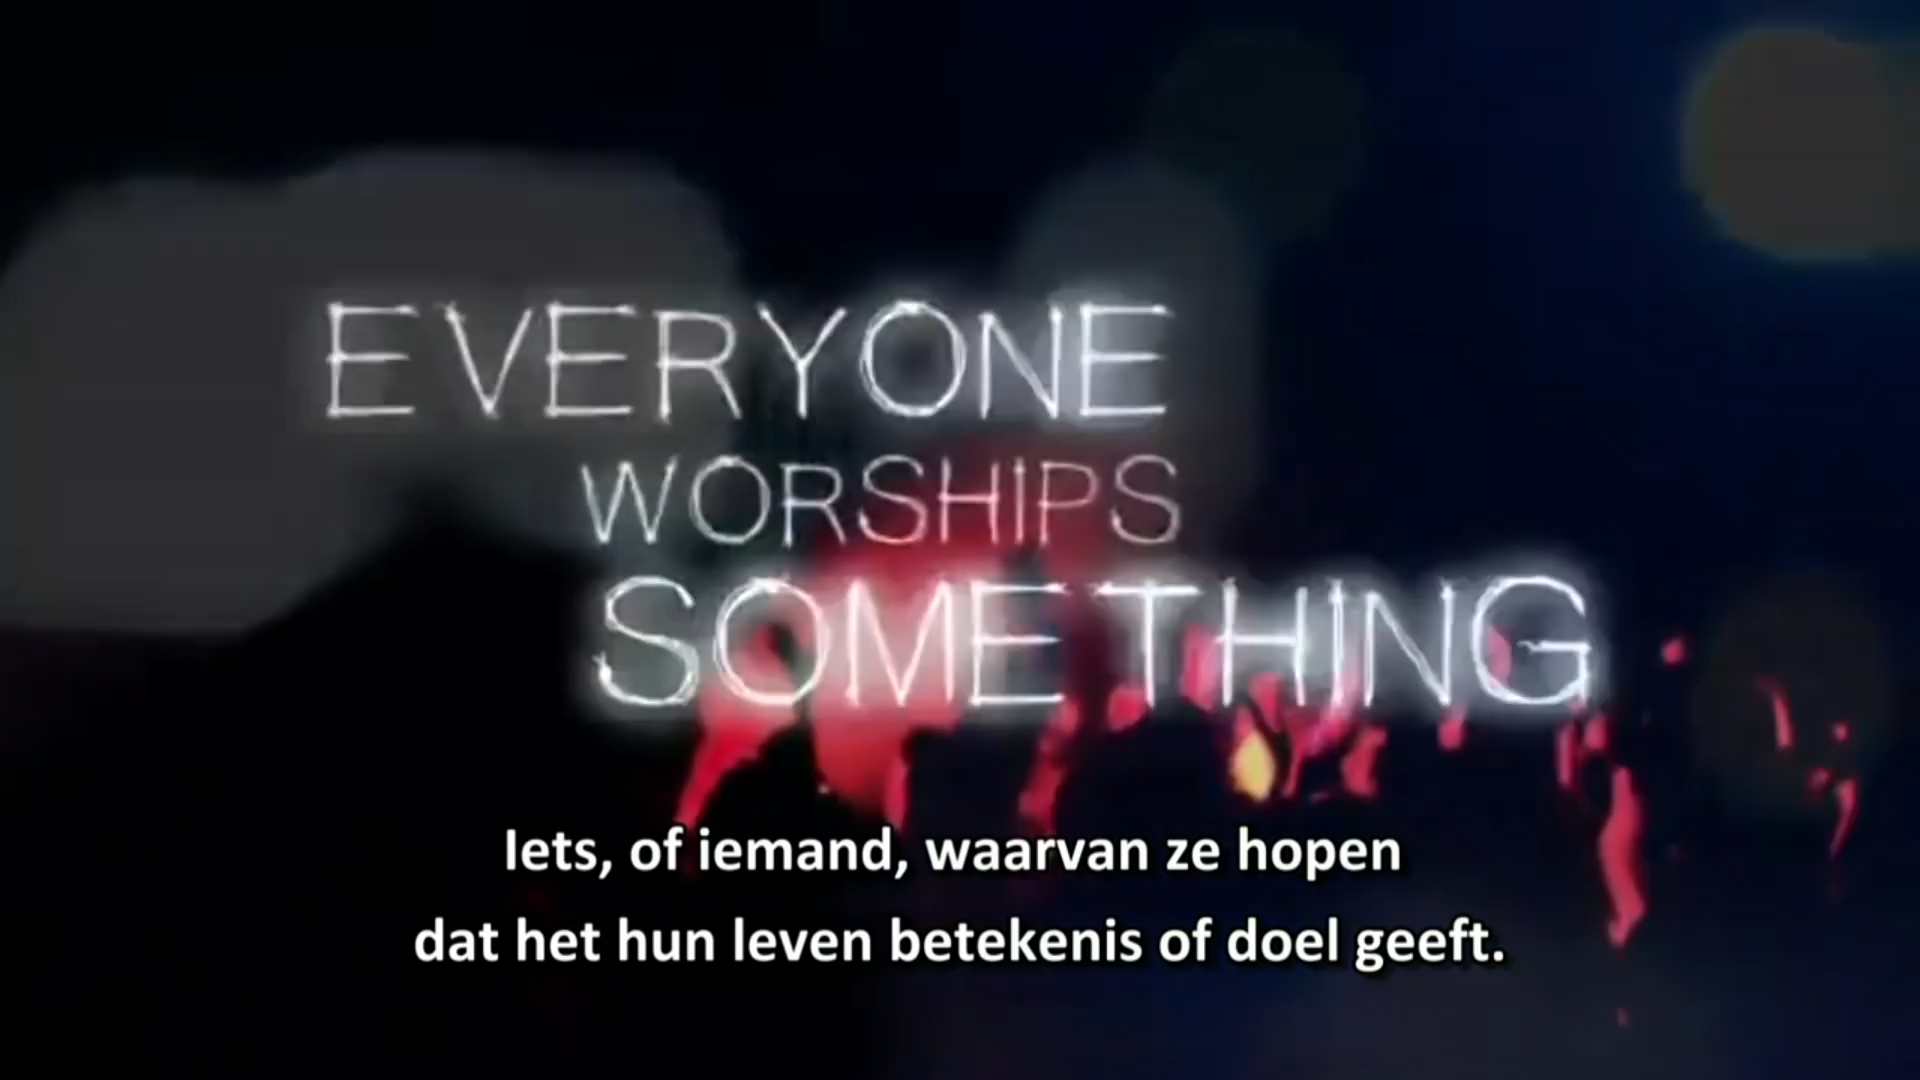 EVERYONE
WORSHIPS
SOMETHING
Iets, of iemand, waarvan ze hopen
dat het hun leven betekenis of doel geeft.